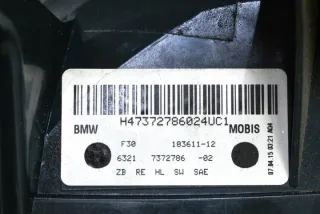 H47372786024UC1
BMW MOBIS
F30 183611-12
6321 7372786 -02
ZB RE HL SW SAE
07.04.15 03:21 A04